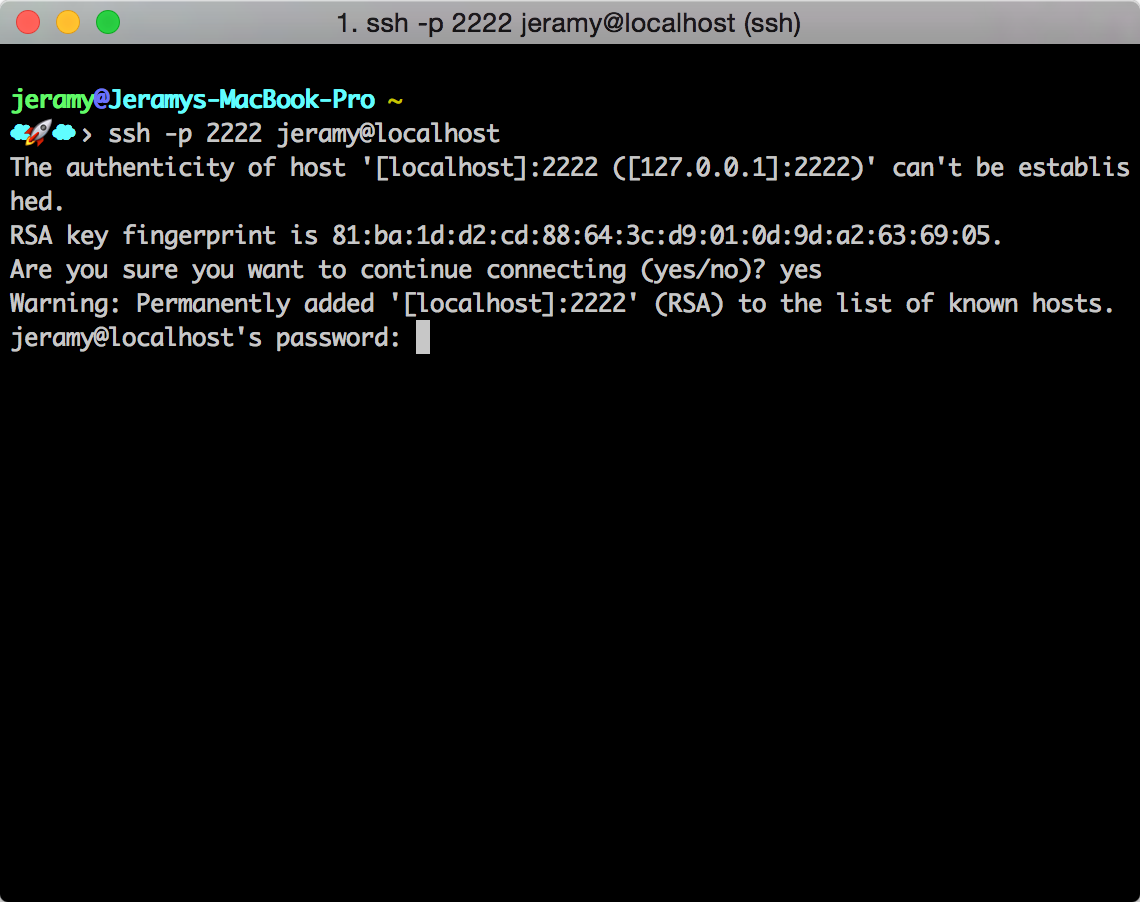 1. ssh -p 2222 jeramy@localhost (ssh)
jeramy@Jeramys-MacBook-Pro ~
☁️🚀☁️› ssh -p 2222 jeramy@localhost
The authenticity of host '[localhost]:2222 ([127.0.0.1]:2222)' can't be establis
hed.
RSA key fingerprint is 81:ba:1d:d2:cd:88:64:3c:d9:01:0d:9d:a2:63:69:05.
Are you sure you want to continue connecting (yes/no)? yes
Warning: Permanently added '[localhost]:2222' (RSA) to the list of known hosts.
jeramy@localhost's password: